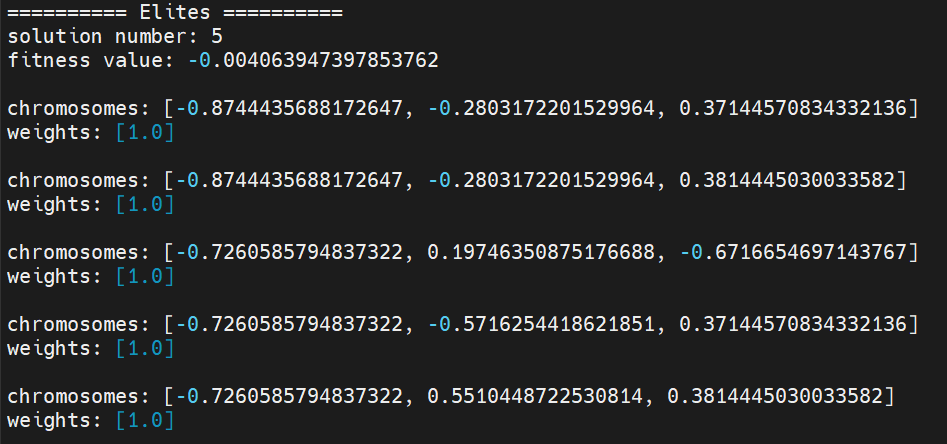 ========== Elites ==========
solution number: 5
fitness value: -0.004063947397853762
chromosomes: [-0.8744435688172647, -0.2803172201529964, 0.37144570834332136]
weights: [1.0]
chromosomes: [-0.8744435688172647, -0.2803172201529964, 0.3814445030033582]
weights: [1.0]
chromosomes: [-0.7260585794837322, 0.19746350875176688, -0.6716654697143767]
weights: [1.0]
chromosomes: [-0.7260585794837322, -0.5716254418621851, 0.37144570834332136]
weights: [1.0]
chromosomes: [-0.7260585794837322, 0.5510448722530814, 0.3814445030033582]
weights: [1.0]